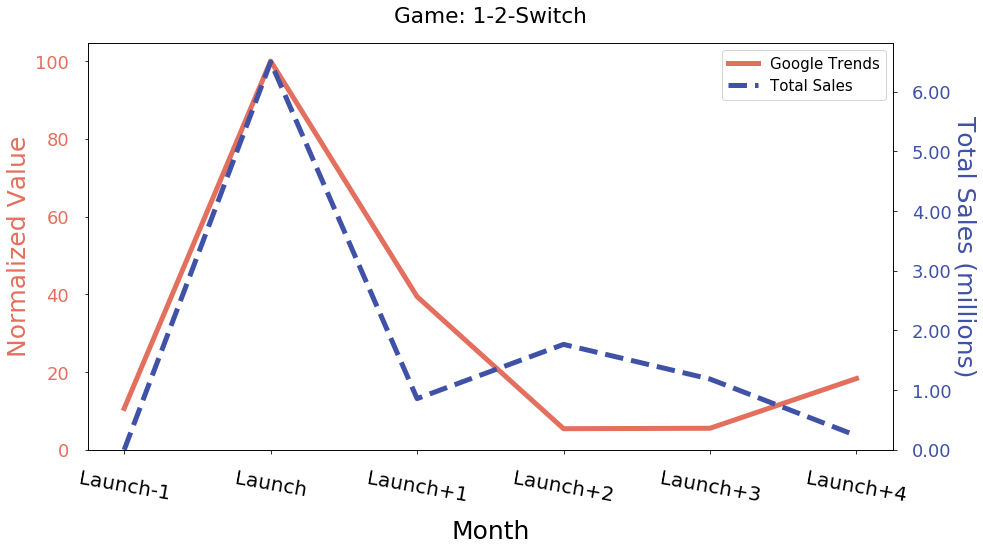 Game: 1-2-Switch
Google Trends
Total Sales
Normalized Value
100
80
60
40
20
0
Total Sales (millions)
6.00
5.00
4.00
3.00
2.00
1.00
0.00
Launch-1
Launch
Launch+1
Launch+2
Launch+3
Launch+4
Month